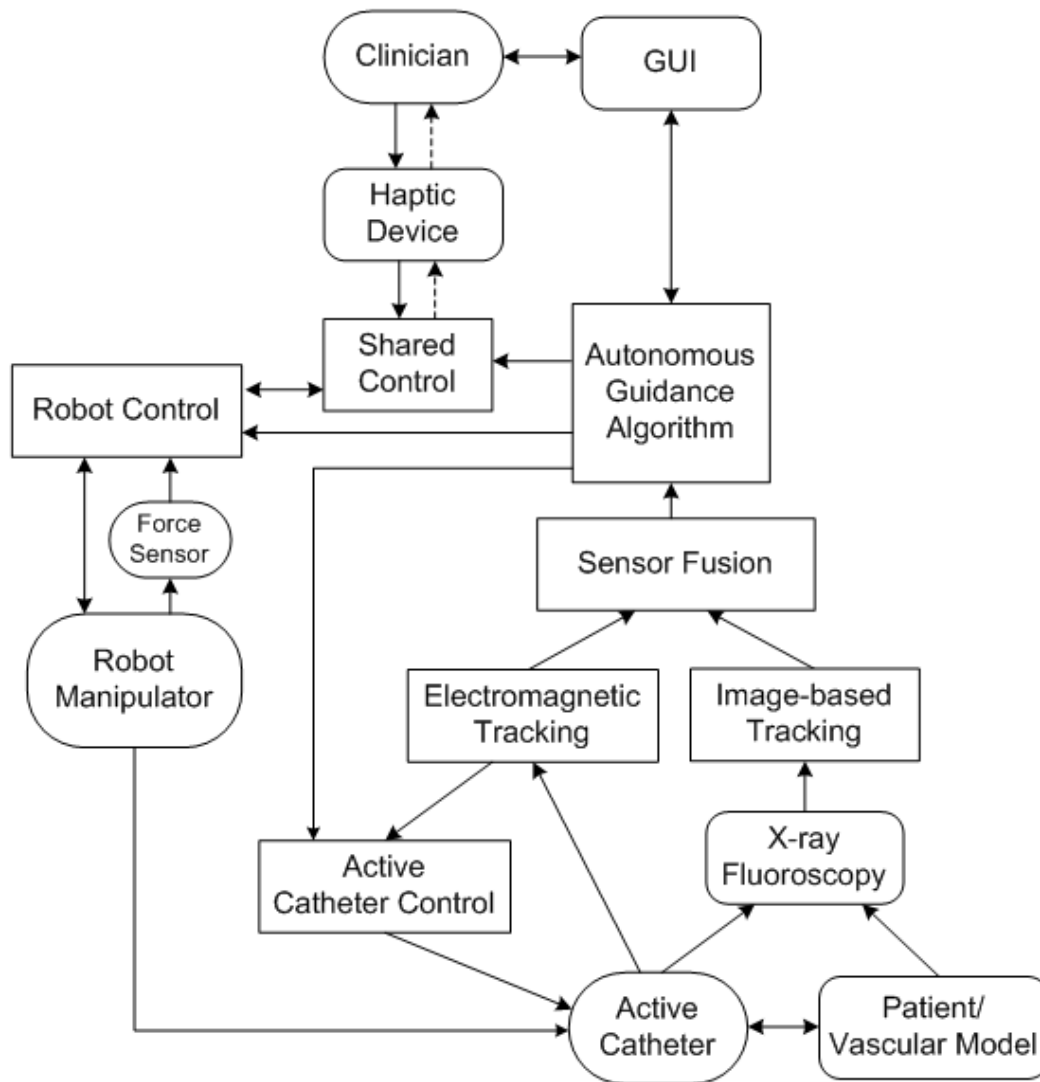 Clinician
GUI
Haptic
Device
Shared
Control
Autonomous
Guidance
Algorithm
Robot Control
Force
Sensor
Sensor Fusion
Robot
Manipulator
Electromagnetic
Tracking
Image-based
Tracking
X-ray
Fluoroscopy
Active
Catheter Control
Active
Catheter
Patient/
Vascular Model